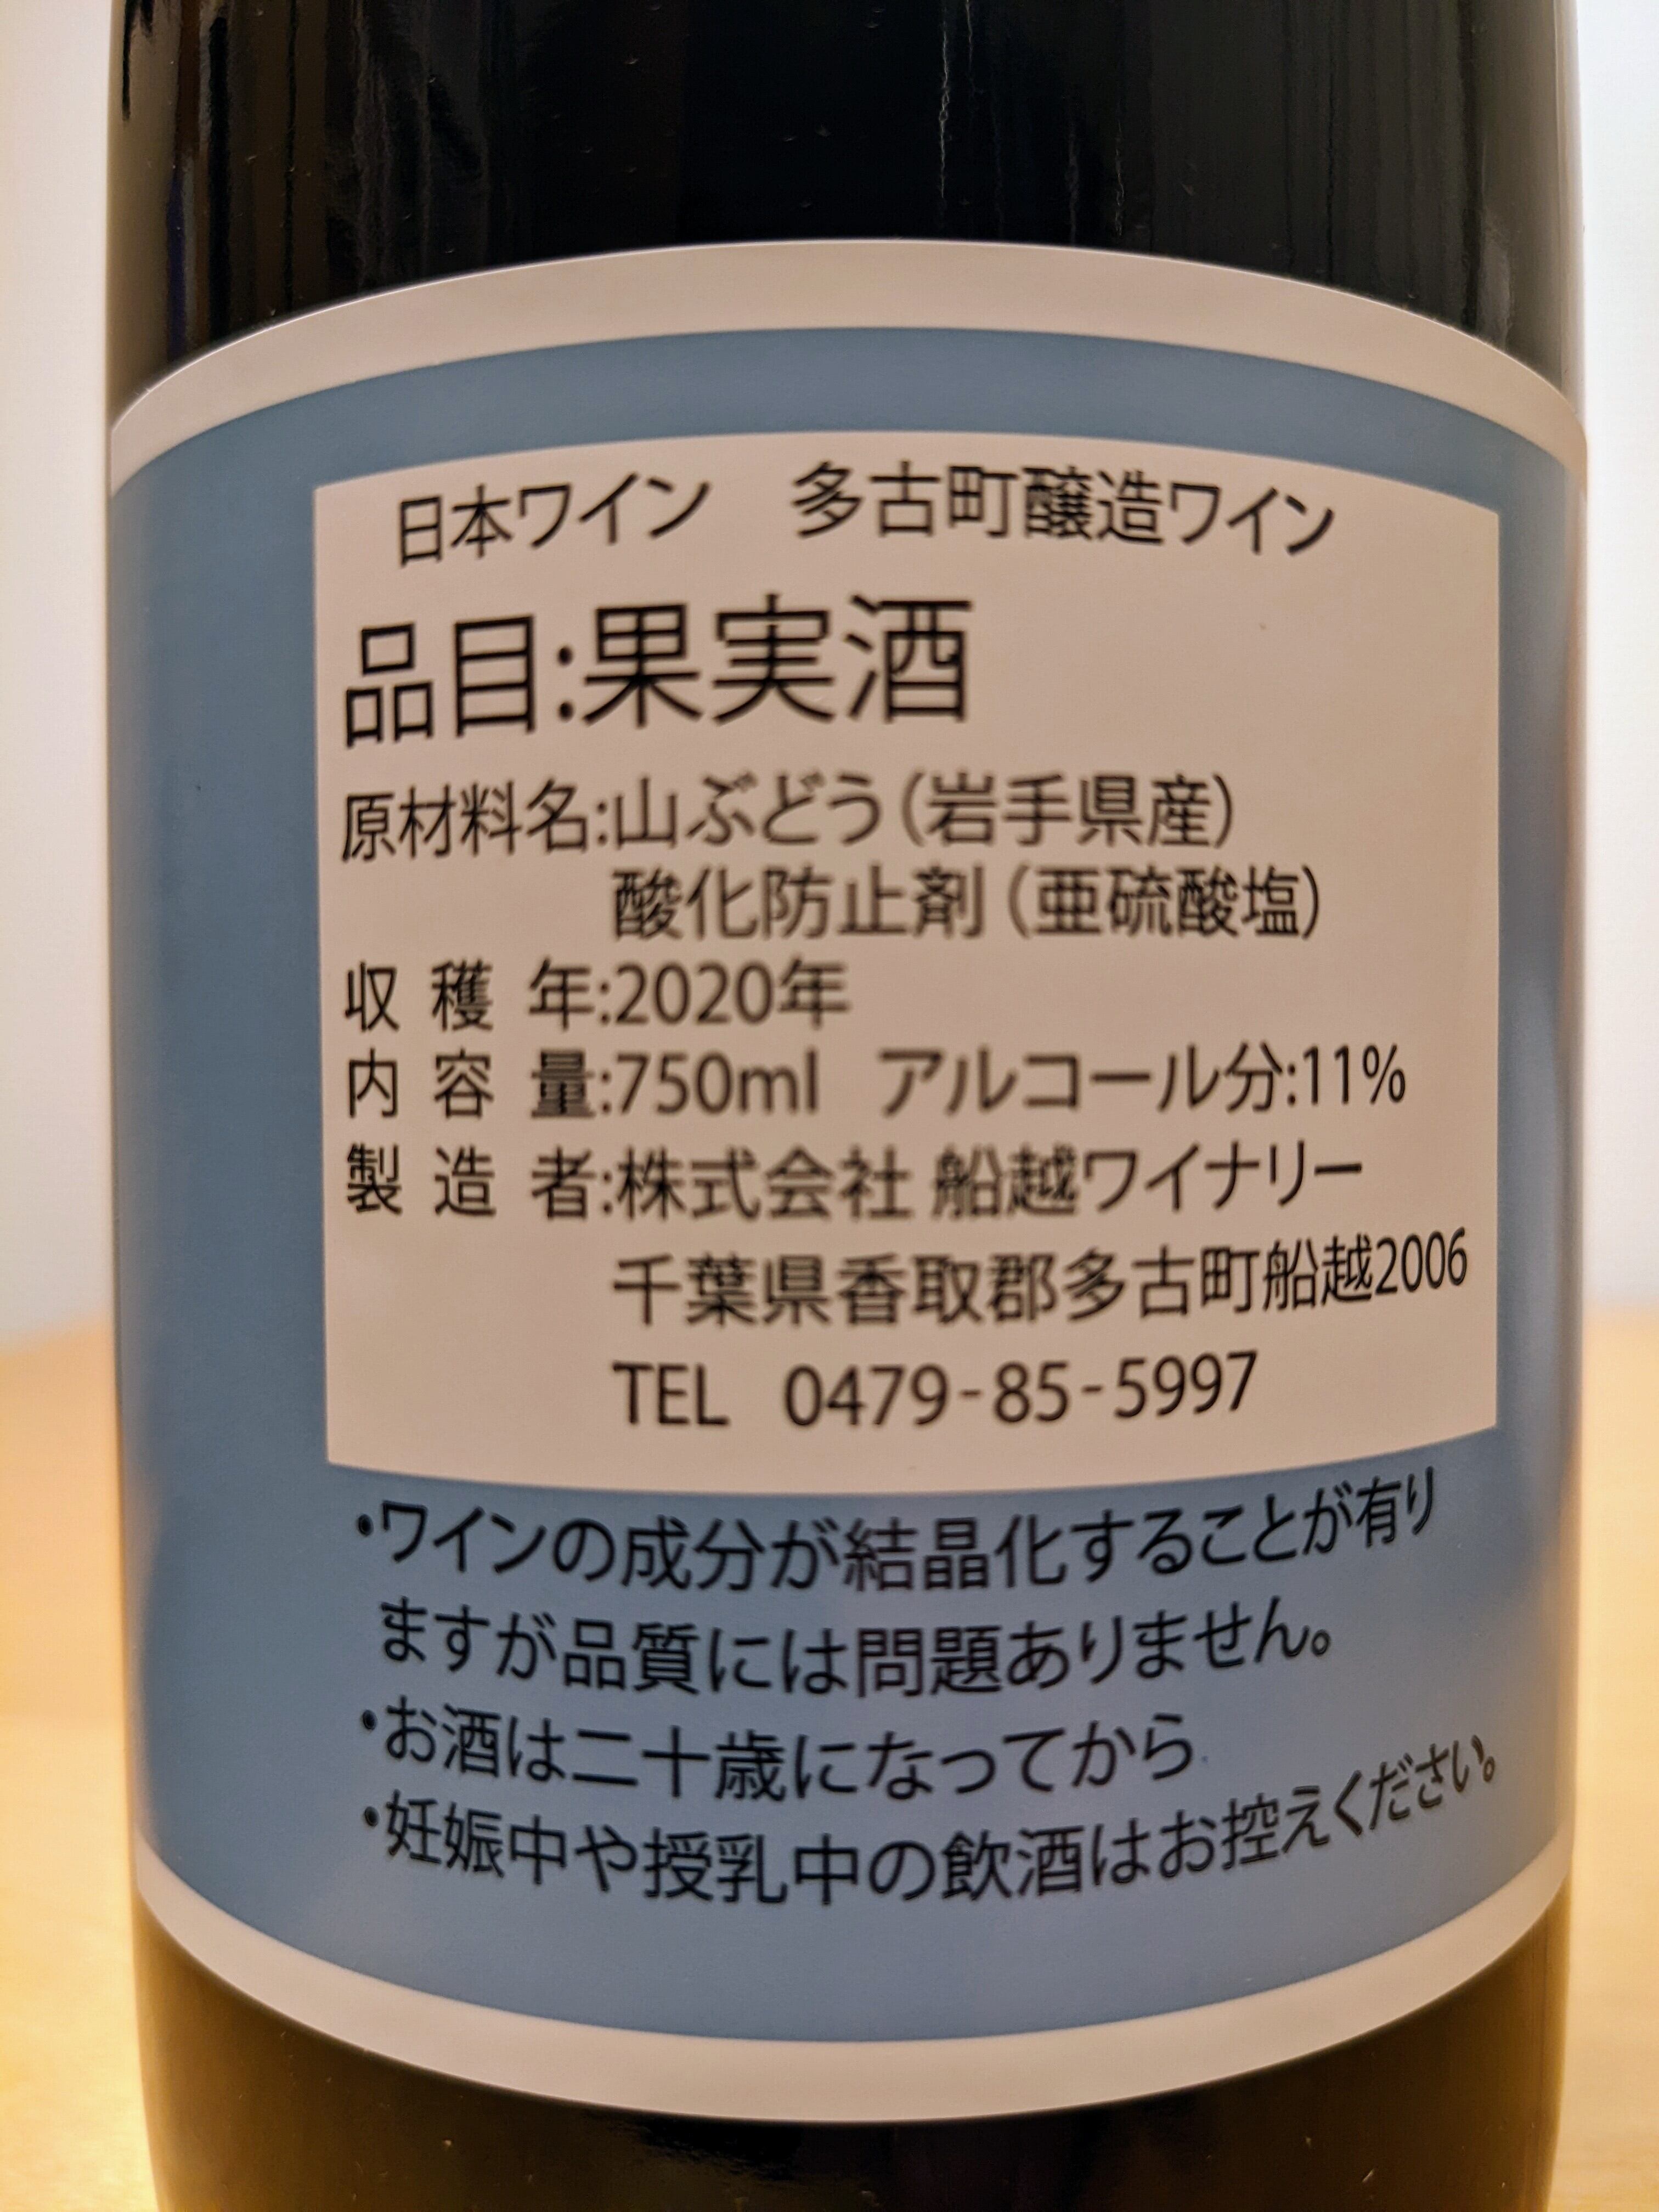 日本ワイン　多古町醸造ワイン
品目:果実酒
原材料名:山ぶどう（岩手県産）
酸化防止剤（亜硫酸塩）
収穫年:2020年
内容量:750ml　アルコール分:11%
製造者:株式会社 船越ワイナリー
千葉県香取郡多古町船越2006
TEL 0479-85-5997
・ワインの成分が結晶化することが有り
ますが品質には問題ありません。
・お酒は二十歳になってから
・妊娠中や授乳中の飲酒はお控えください。